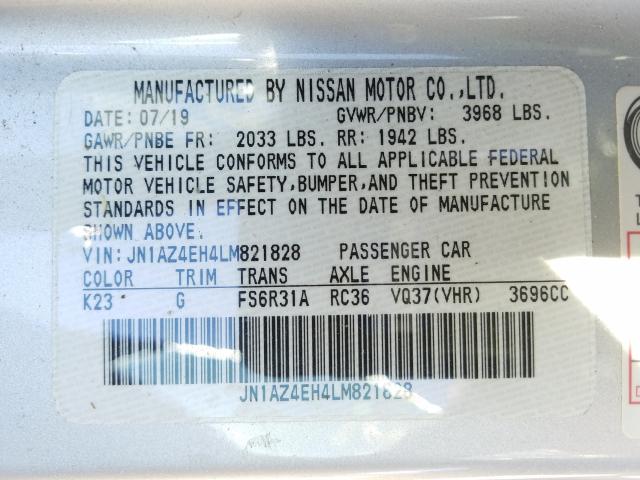 MANUFACTURED BY NISSAN MOTOR CO.,LTD.
DATE: 07/19 GVWR/PNBV: 3968 LBS.
GAWR/PNBE FR: 2033 LBS. RR: 1942 LBS.
THIS VEHICLE CONFORMS TO ALL APPLICABLE FEDERAL
MOTOR VEHICLE SAFETY,BUMPER,AND THEFT PREVENTION
STANDARDS IN EFFECT ON THE DATE OF MANUFACTURE
SHOWN ABOVE.
VIN: JN1AZ4EH4LM821828 PASSENGER CAR
COLOR TRIM TRANS AXLE ENGINE
K23 G FS6R31A RC36 VQ37(VHR) 3696CC
JN1AZ4EH4LM821828